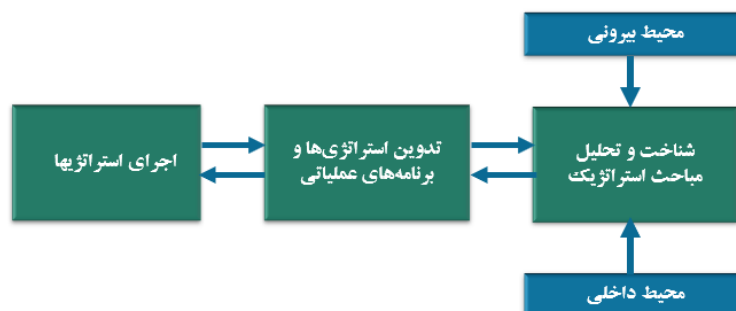 محیط بیرونی
شناخت و تحلیل
مباحث استراتژیک
تدوین استراتژی‌ها و
برنامه‌های عملیاتی
اجرای استراتژیها
محیط داخلی